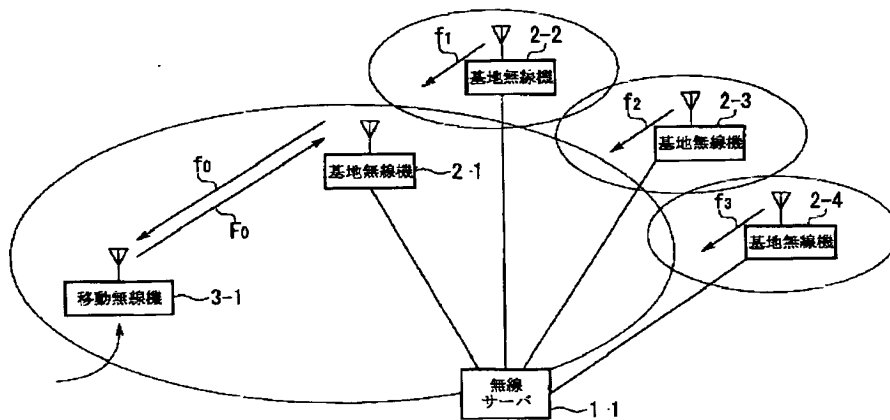 f1
2-2
基地無線機
f2
2-3
基地無線機
f0
F0
基地無線機
2-1
f3
2-4
基地無線機
移動無線機
3-1
無線
サーバ
1-1